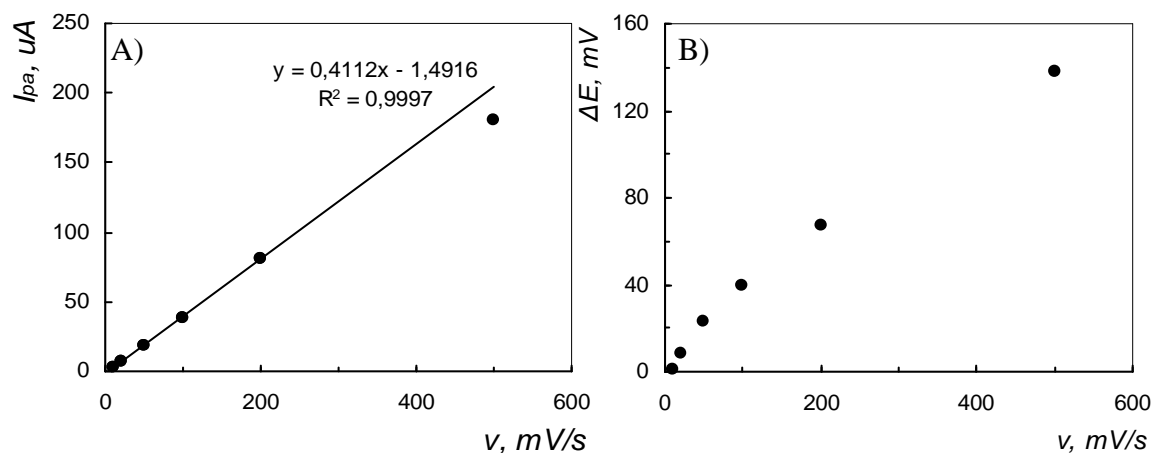 A)
I_pa, uA
y = 0,4112x - 1,4916
R² = 0,9997
250
200
150
100
50
0
0 200 400 600
v, mV/s
B)
ΔE, mV
160
120
80
40
0
0 200 400 600
v, mV/s